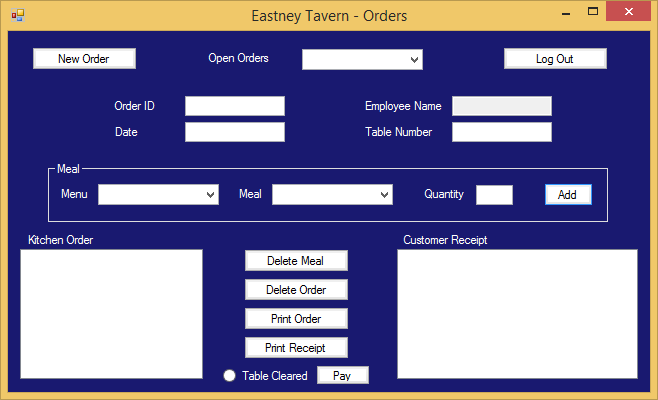 Eastney Tavern - Orders
New Order
Open Orders
Log Out
Order ID
Employee Name
Date
Table Number
Meal
Menu
Meal
Quantity
Add
Kitchen Order
Customer Receipt
Delete Meal
Delete Order
Print Order
Print Receipt
Table Cleared
Pay